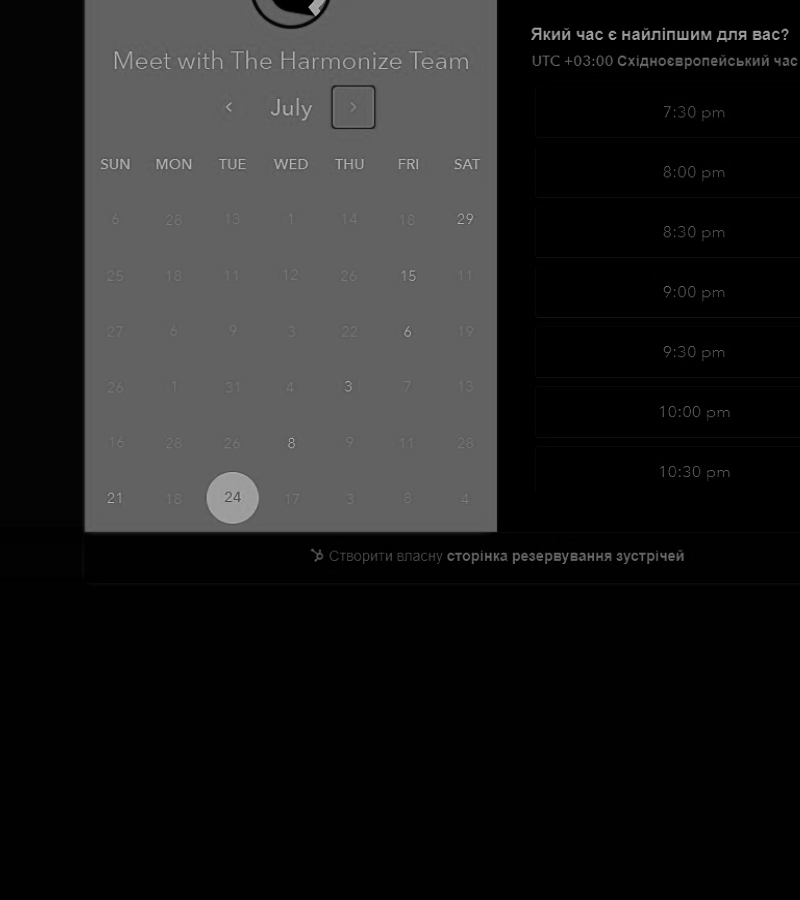 Meet with The Harmonize Team
July
SUN MON TUE WED THU FRI SAT
6 28 13 1 14 18 29
25 18 11 12 26 15 11
27 6 9 3 22 6 19
26 1 31 4 3 7 13
16 28 26 8 9 11 28
21 18 24 17 3 8 4
Який час є найліпшим для вас?
UTC +03:00 Східноєвропейський час
7:30 pm
8:00 pm
8:30 pm
9:00 pm
9:30 pm
10:00 pm
10:30 pm
Створити власну сторінка резервування зустрічей